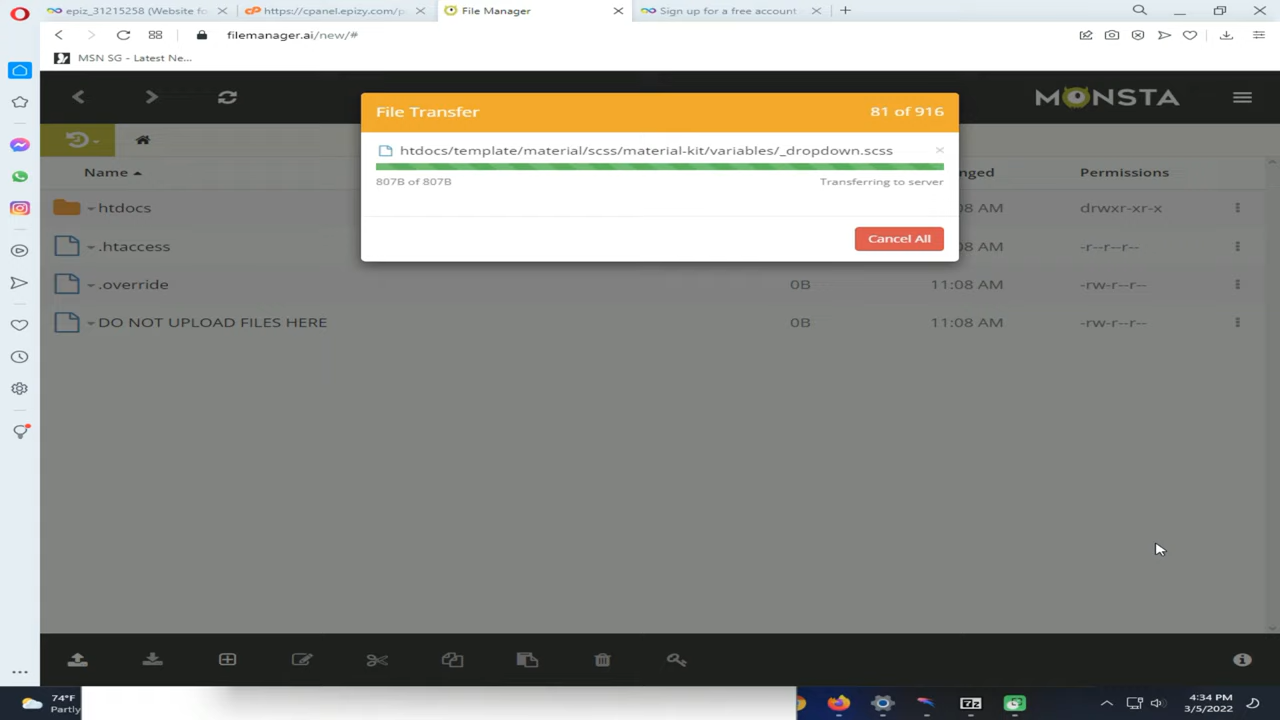 epiz_31215258 (Website fo
https://cpanel.epizy.com/p
File Manager
Sign up for a free account
filemanager.ai/new/#
MSN SG - Latest Ne...
MONSTA
File Transfer
81 of 916
htdocs/template/material/scss/material-kit/variables/_dropdown.scss
807B of 807B
Transferring to server
Cancel All
Name
nged
Permissions
htdocs
08 AM
drwxr-xr-x
.htaccess
08 AM
-r--r--r--
.override
0B
11:08 AM
-rw-r--r--
DO NOT UPLOAD FILES HERE
0B
11:08 AM
-rw-r--r--
74°F
Partly
7z
4:34 PM
3/5/2022